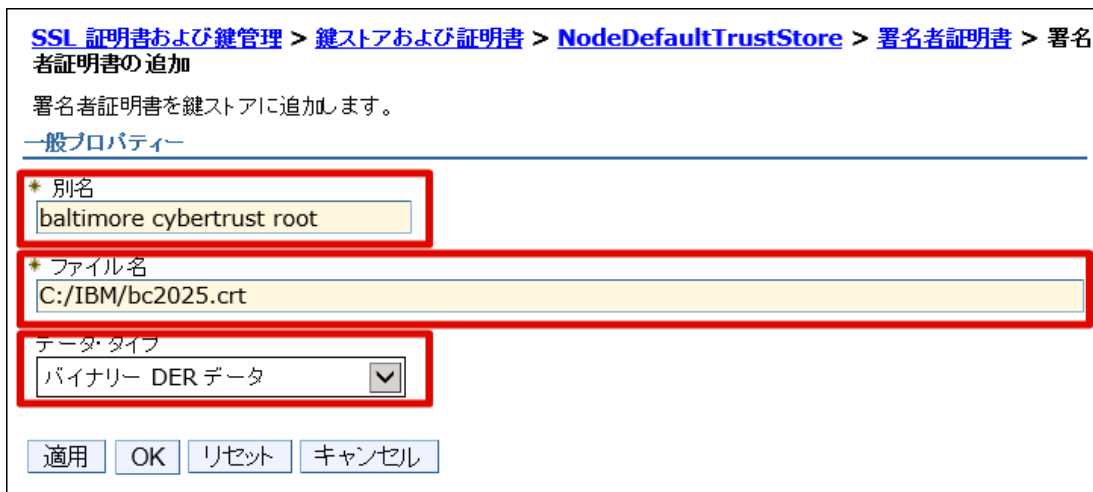 SSL 証明書および鍵管理 > 鍵ストアおよび証明書 > NodeDefaultTrustStore > 署名者証明書 > 署名
者証明書の追加
署名者証明書を鍵ストアに追加します。
一般プロパティー
* 別名
baltimore cybertrust root
* ファイル名
C:/IBM/bc2025.crt
データ・タイプ
バイナリー DER データ
適用 OK リセット キャンセル